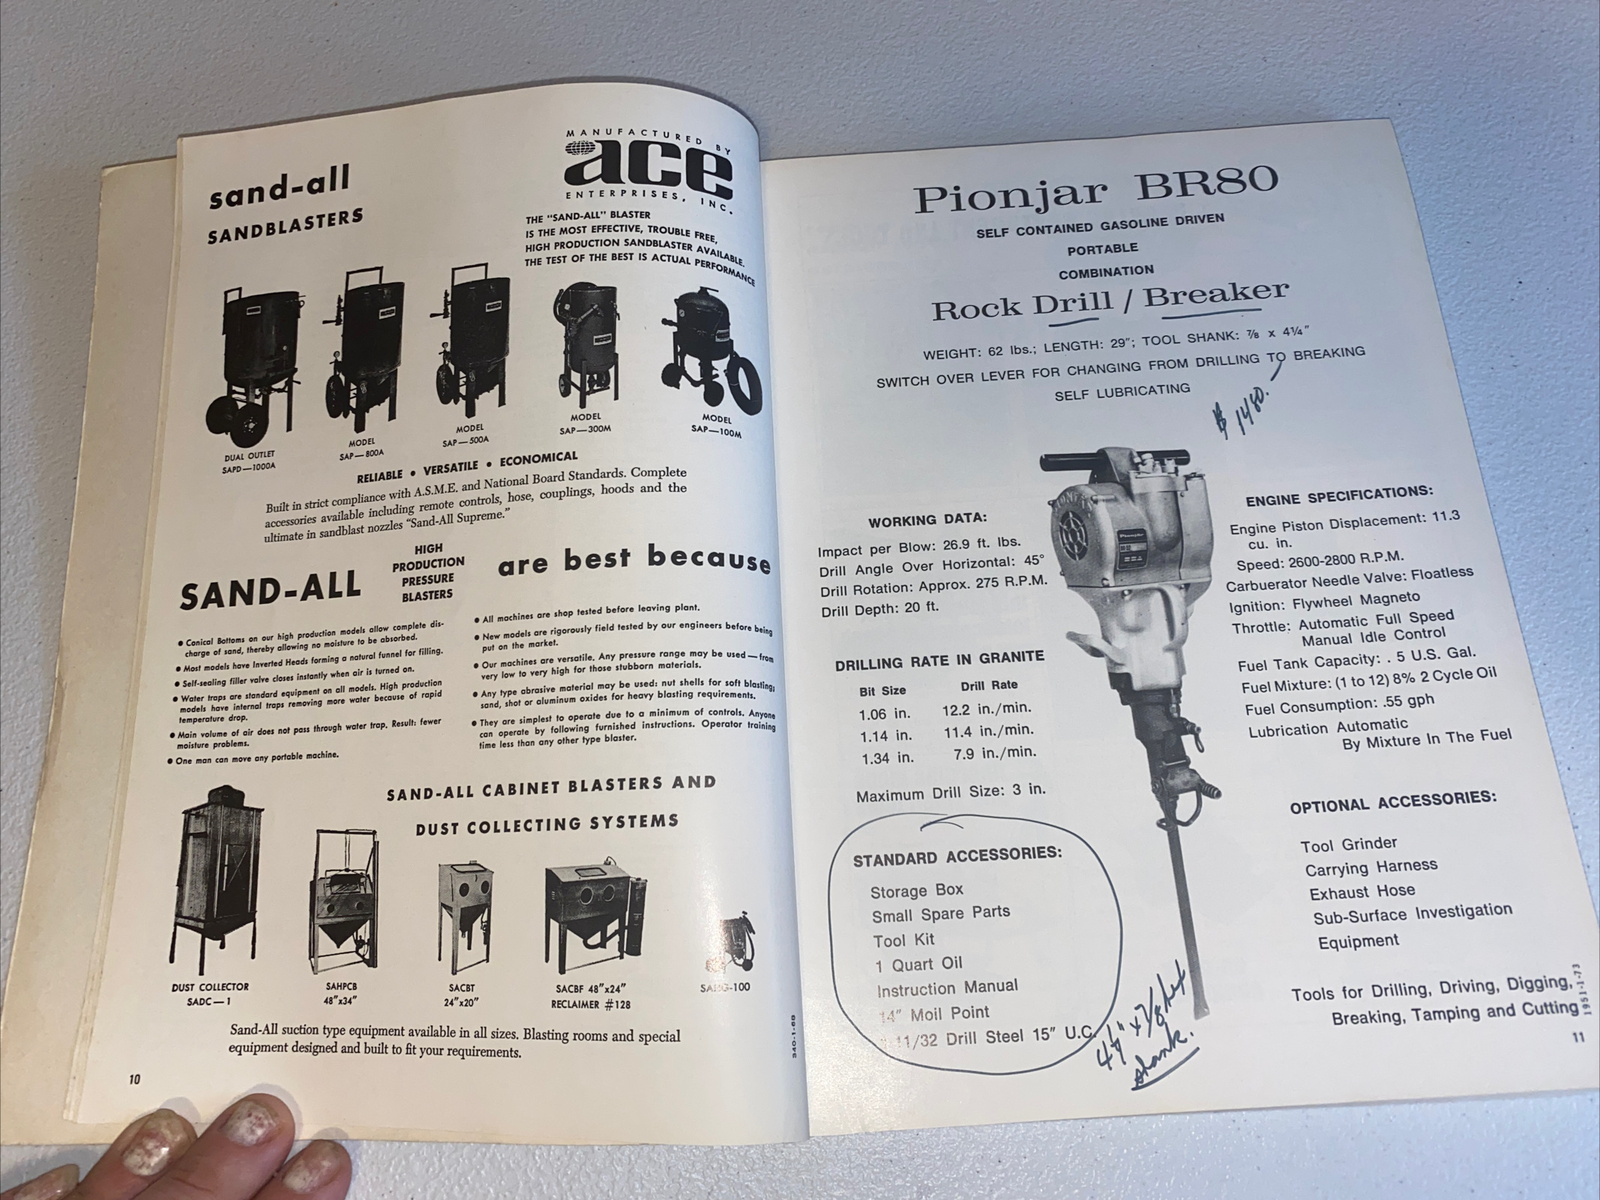 sand-all
SANDBLASTERS
MANUFACTURED BY
ace
ENTERPRISES, INC.
THE "SAND-ALL" BLASTER
IS THE MOST EFFECTIVE, TROUBLE FREE,
HIGH PRODUCTION SANDBLASTER AVAILABLE.
THE TEST OF THE BEST IS ACTUAL PERFORMANCE
DUAL OUTLET
SAPD—1000A
MODEL
SAP—800A
MODEL
SAP—500A
MODEL
SAP—300M
MODEL
SAP—100M
RELIABLE • VERSATILE • ECONOMICAL
Built in strict compliance with A.S.M.E. and National Board Standards. Complete
accessories available including remote controls, hose, couplings, hoods and the
ultimate in sandblast nozzles "Sand-All Supreme."
SAND-ALL
HIGH
PRODUCTION
PRESSURE
BLASTERS
are best because
• Conical Bottoms on our high production models allow complete dis-
charge of sand, thereby allowing no moisture to be absorbed.
• Most models have Inverted Heads forming a natural funnel for filling.
• Self-sealing filler valve closes instantly when air is turned on.
• Water traps are standard equipment on all models. High production
models have internal traps removing more water because of rapid
temperature drop.
• Main volume of air does not pass through water trap. Result: fewer
moisture problems.
• One man can move any portable machine.
• All machines are shop tested before leaving plant.
• New models are rigorously field tested by our engineers before being
put on the market.
• Our machines are versatile. Any pressure range may be used—from
very low to very high for those stubborn materials.
• Any type abrasive material may be used: nut shells for soft blasting,
sand, shot or aluminum oxides for heavy blasting requirements.
• They are simplest to operate due to a minimum of controls. Anyone
can operate by following furnished instructions. Operator training
time less than any other type blaster.
SAND-ALL CABINET BLASTERS AND
DUST COLLECTING SYSTEMS
DUST COLLECTOR
SADC—1
SAHPCB
48"x34"
SACBT
24"x20"
SACBF 48"x24"
RECLAIMER #128
-100
Sand-All suction type equipment available in all sizes. Blasting rooms and special
equipment designed and built to fit your requirements.
10
940-1-69
Pionjar BR80
SELF CONTAINED GASOLINE DRIVEN
PORTABLE
COMBINATION
Rock Drill / Breaker
WEIGHT: 62 lbs.; LENGTH: 29"; TOOL SHANK: ⅞ x 4¼"
SWITCH OVER LEVER FOR CHANGING FROM DRILLING TO BREAKING
SELF LUBRICATING
$1480.
WORKING DATA:
Impact per Blow: 26.9 ft. lbs.
Drill Angle Over Horizontal: 45°
Drill Rotation: Approx. 275 R.P.M.
Drill Depth: 20 ft.
DRILLING RATE IN GRANITE
Bit Size Drill Rate
1.06 in. 12.2 in./min.
1.14 in. 11.4 in./min.
1.34 in. 7.9 in./min.
Maximum Drill Size: 3 in.
STANDARD ACCESSORIES:
Storage Box
Small Spare Parts
Tool Kit
1 Quart Oil
Instruction Manual
14" Moil Point
11/32 Drill Steel 15" U.C.
4¼" x 7/8 hex
shank.
Pionjar
ENGINE SPECIFICATIONS:
Engine Piston Displacement: 11.3
cu. in.
Speed: 2600-2800 R.P.M.
Carbuerator Needle Valve: Floatless
Ignition: Flywheel Magneto
Throttle: Automatic Full Speed
Manual Idle Control
Fuel Tank Capacity: . 5 U.S. Gal.
Fuel Mixture: (1 to 12) 8% 2 Cycle Oil
Fuel Consumption: .55 gph
Lubrication Automatic
By Mixture In The Fuel
OPTIONAL ACCESSORIES:
Tool Grinder
Carrying Harness
Exhaust Hose
Sub-Surface Investigation
Equipment
Tools for Drilling, Driving, Digging,
Breaking, Tamping and Cutting
1951-1-73
11